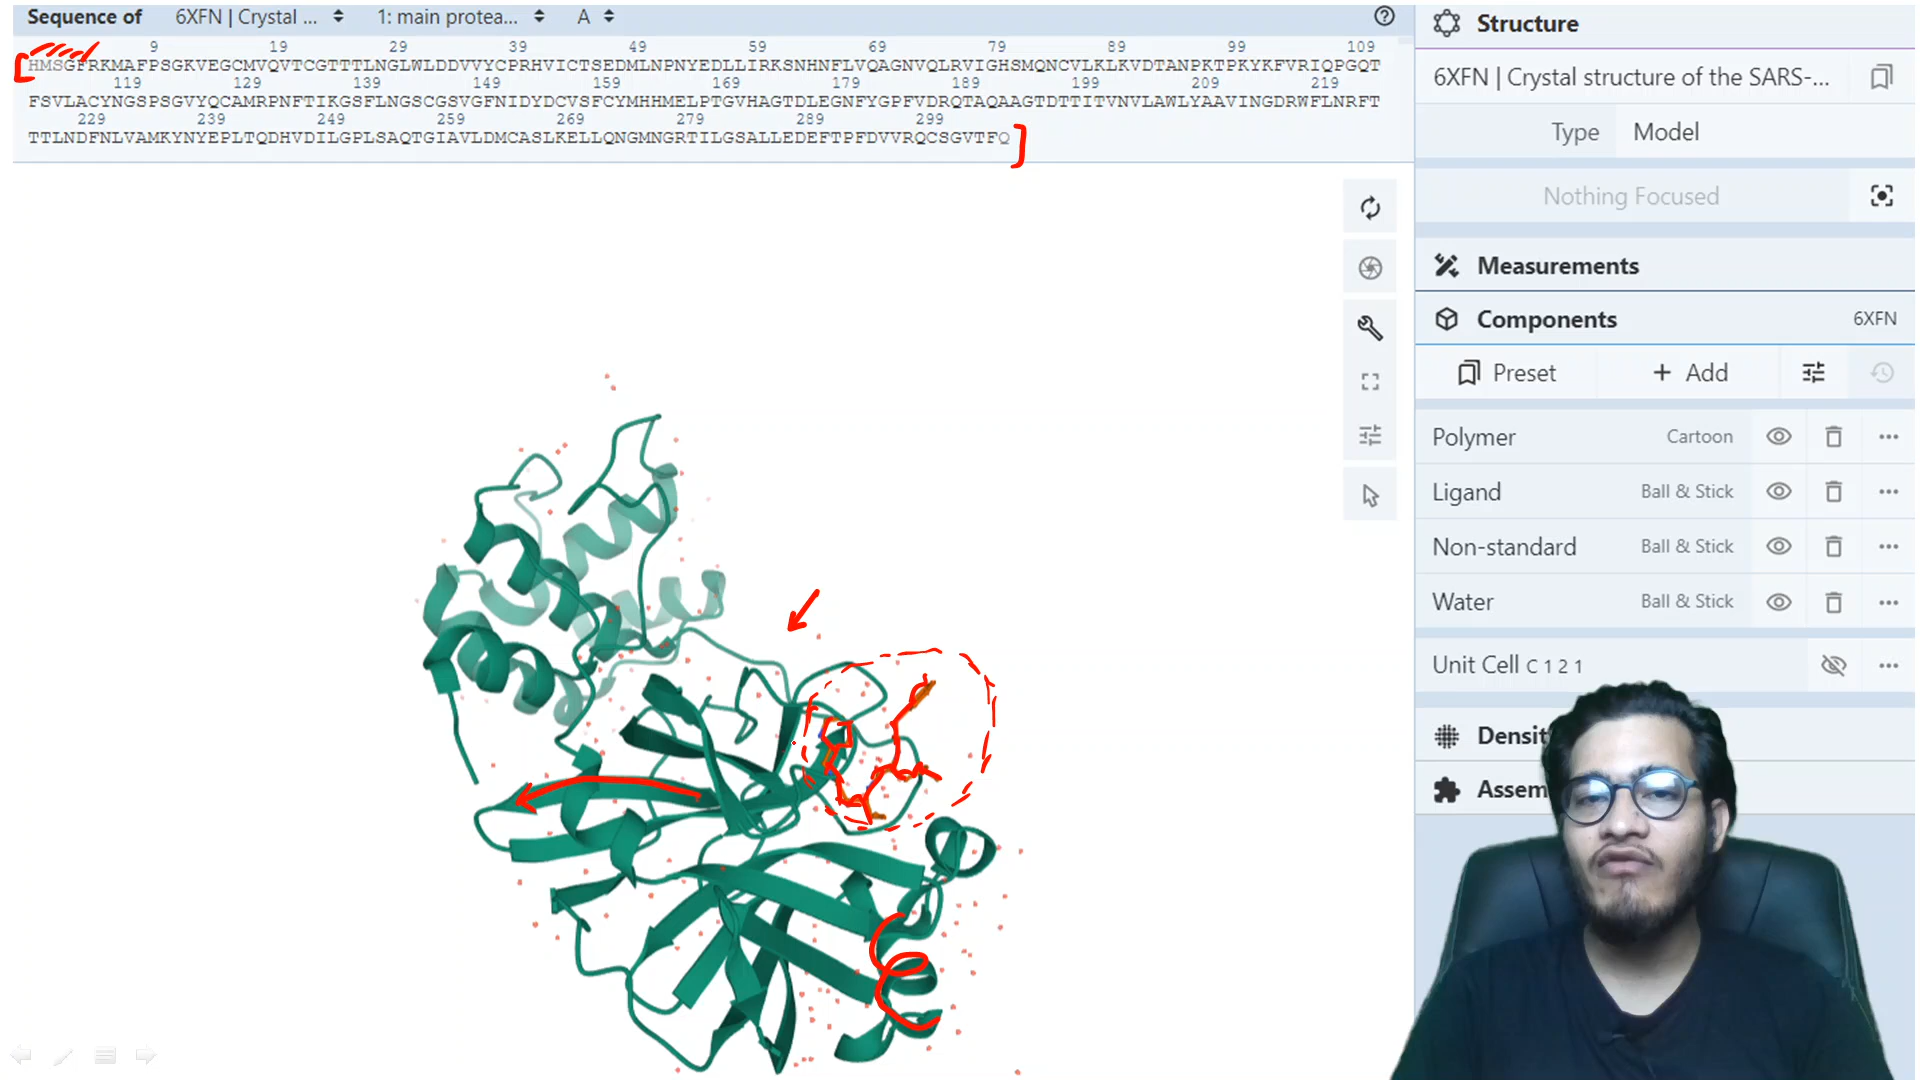 Sequence of 6XFN | Crystal ... 1: main protea... A
9 19 29 39 49 59 69 79 89 99 109
HMSGFRKMAFPSGKVEGCMVQVTCGTTTLNGLWLDDVVYCPRHVICTSEDMLNPNYEDLLIRKSNHNFLVQAGNVQLRVIGHSMQNCVLKLKVDTANPKTPKYKFVRIQPGQT
119 129 139 149 159 169 179 189 199 209 219
FSVLACYNGSPSGVYQCAMRPNFTIKGSFLNGSCGSVGFNIDYDCVSFCYMHHMELPTGVHAGTDLEGNFYGPFVDRQTAQAAGTDTTITVNVLAWLYAAVINGDRWFLNRFT
229 239 249 259 269 279 289 299
TTLNDFNLVAMKYNYEPLTQDHVDILGPLSAQTGIAVLDMCASLKELLQNGMNGRTILGSALLEDEFTPFDVVRQCSGVTFQ
Structure
6XFN | Crystal structure of the SARS-...
Type Model
Nothing Focused
Measurements
Components 6XFN
Preset + Add
Polymer Cartoon
Ligand Ball & Stick
Non-standard Ball & Stick
Water Ball & Stick
Unit Cell C 1 2 1
Densit
Assem